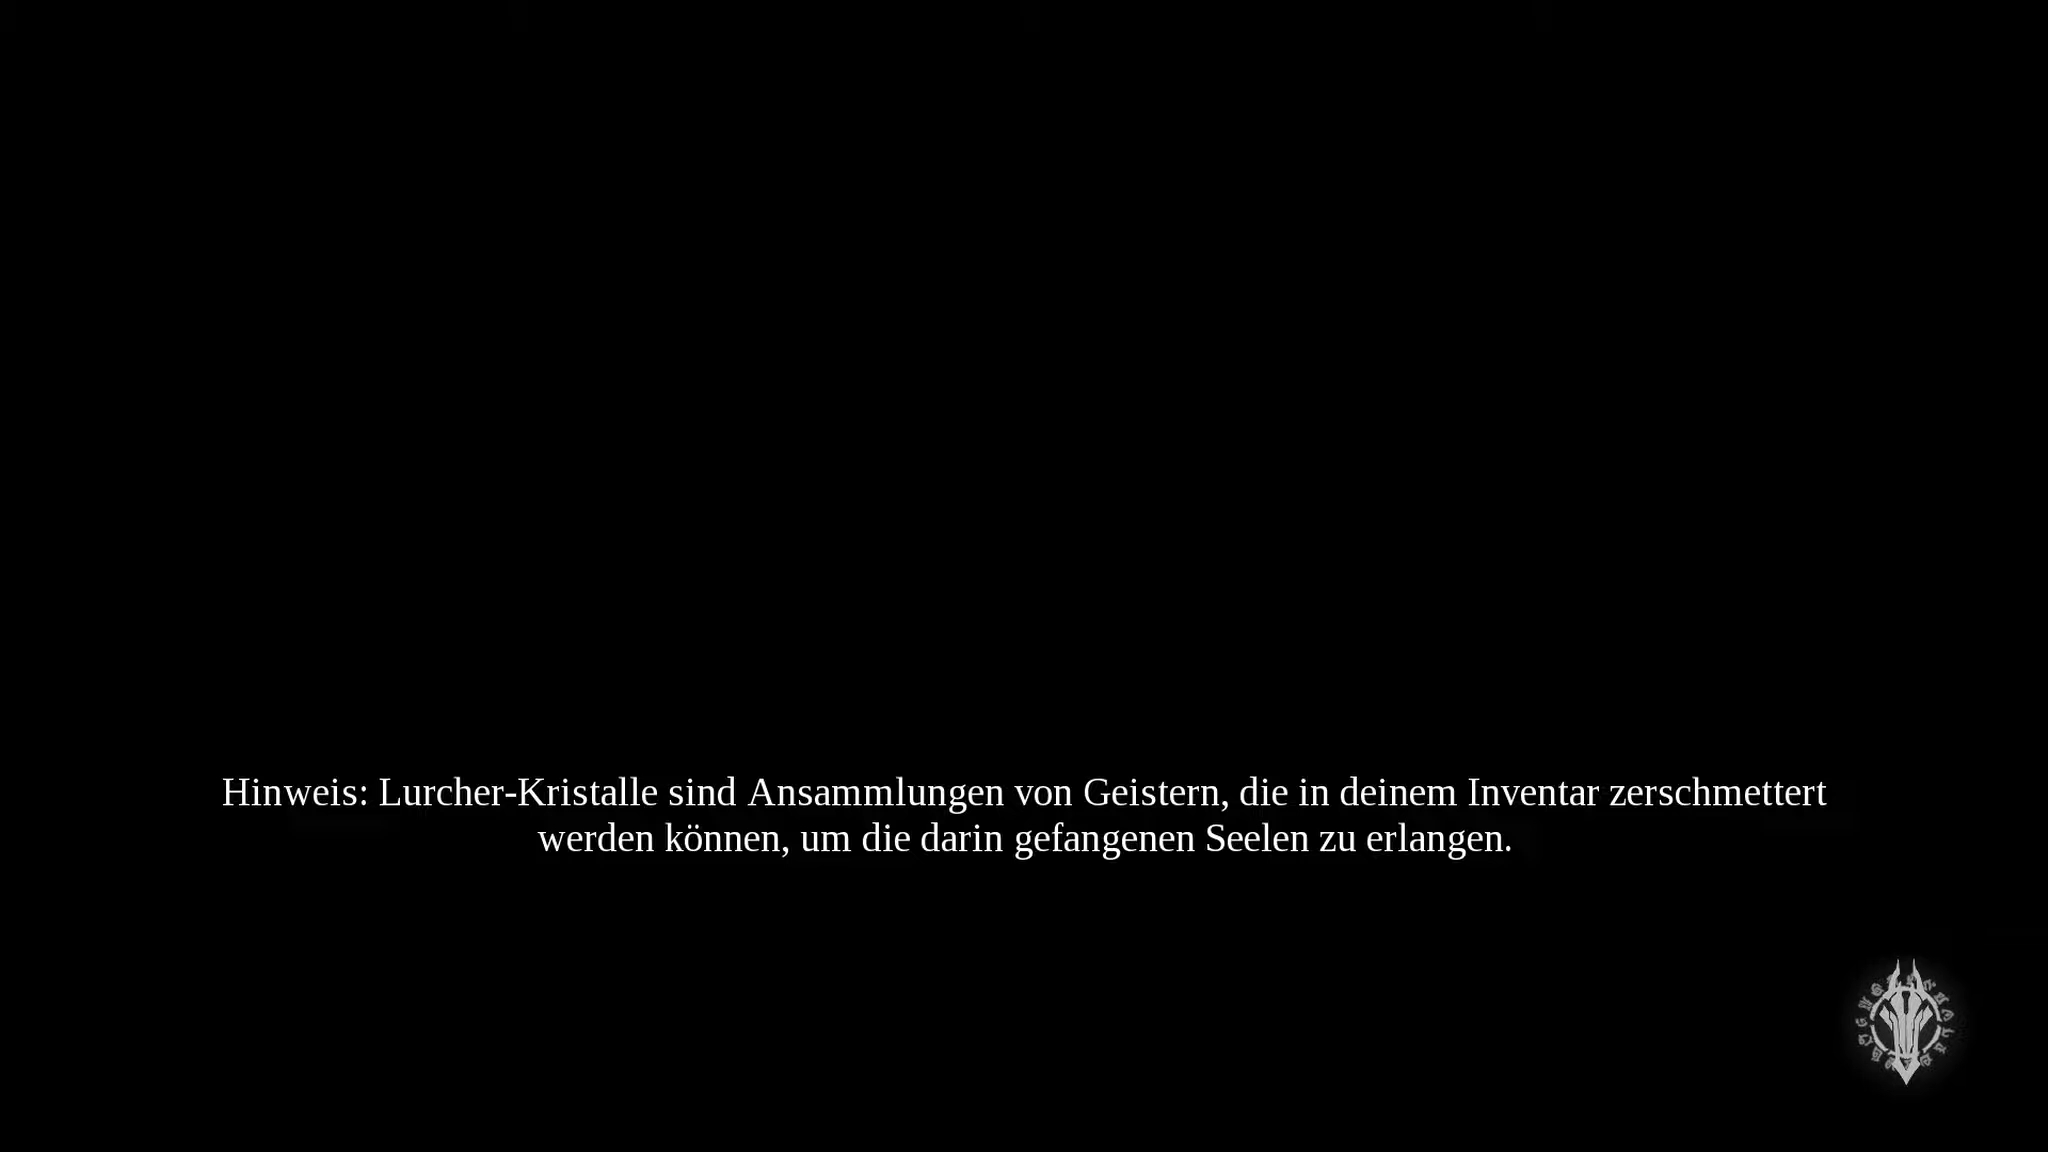 Hinweis: Lurcher-Kristalle sind Ansammlungen von Geistern, die in deinem Inventar zerschmettert
werden können, um die darin gefangenen Seelen zu erlangen.